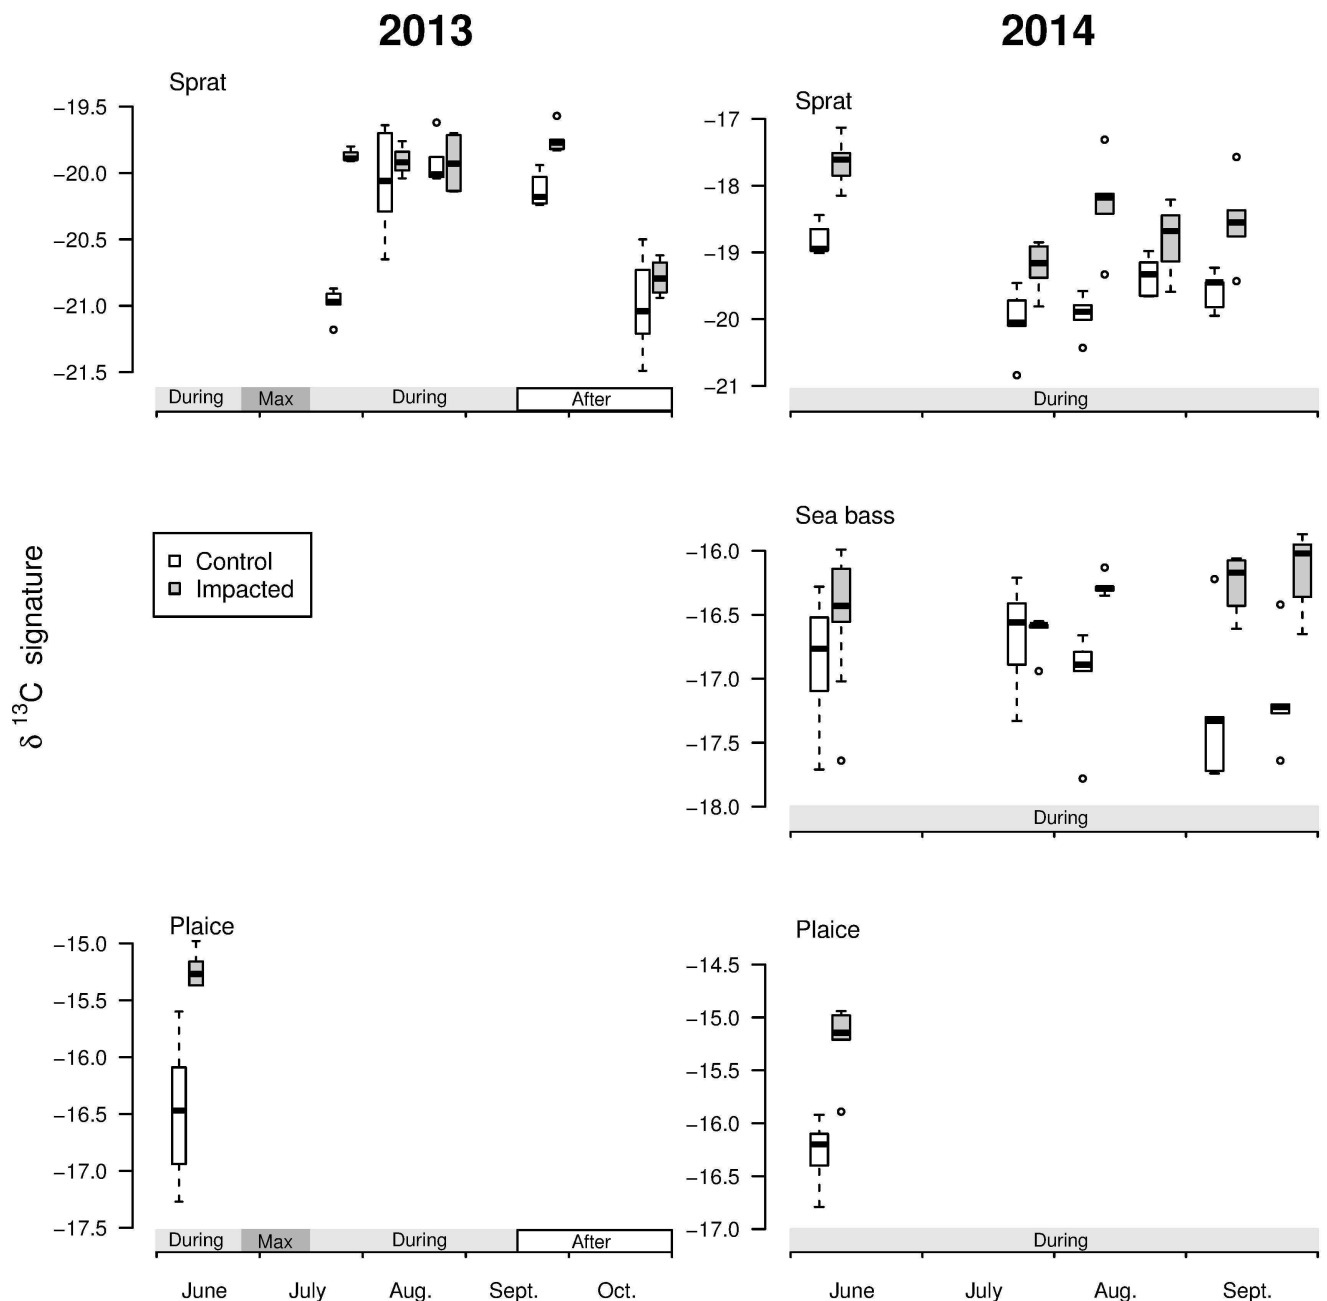 2013
2014
Sprat
−19.5
−20.0
−20.5
−21.0
−21.5
During Max During After
Sprat
−17
−18
−19
−20
−21
During
δ ¹³C signature
Control
Impacted
Sea bass
−16.0
−16.5
−17.0
−17.5
−18.0
During
Plaice
−15.0
−15.5
−16.0
−16.5
−17.0
−17.5
During Max During After
June July Aug. Sept. Oct.
Plaice
−14.5
−15.0
−15.5
−16.0
−16.5
−17.0
During
June July Aug. Sept.